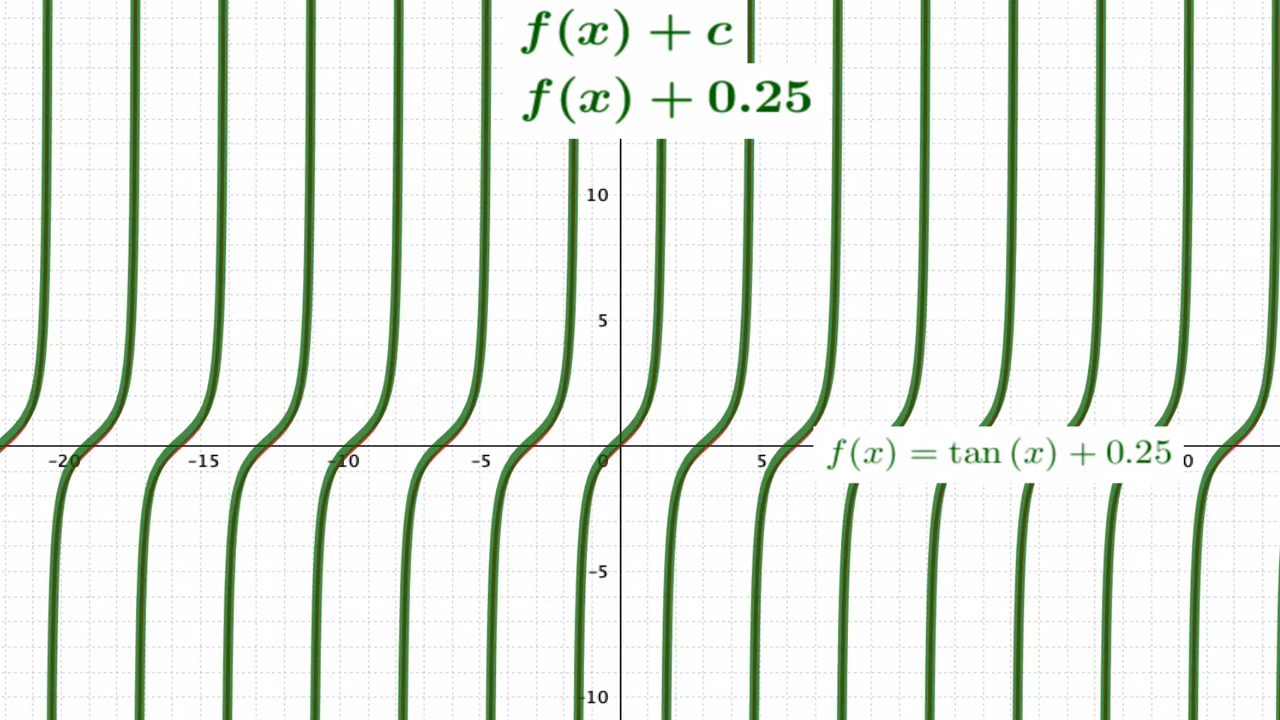 f(x) + c
f(x) + 0.25
10
5
-20 -15 -10 -5 0 5 0
f(x) = tan (x) + 0.25
-5
-10